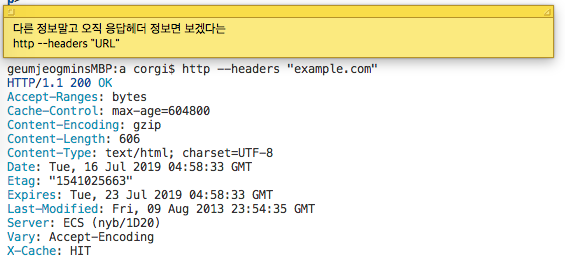 다른 정보말고 오직 응답헤더 정보면 보겠다는
http --headers "URL"
geumjeogminsMBP:a corgi$ http --headers "example.com"
HTTP/1.1 200 OK
Accept-Ranges: bytes
Cache-Control: max-age=604800
Content-Encoding: gzip
Content-Length: 606
Content-Type: text/html; charset=UTF-8
Date: Tue, 16 Jul 2019 04:58:33 GMT
Etag: "1541025663"
Expires: Tue, 23 Jul 2019 04:58:33 GMT
Last-Modified: Fri, 09 Aug 2013 23:54:35 GMT
Server: ECS (nyb/1D20)
Vary: Accept-Encoding
X-Cache: HIT